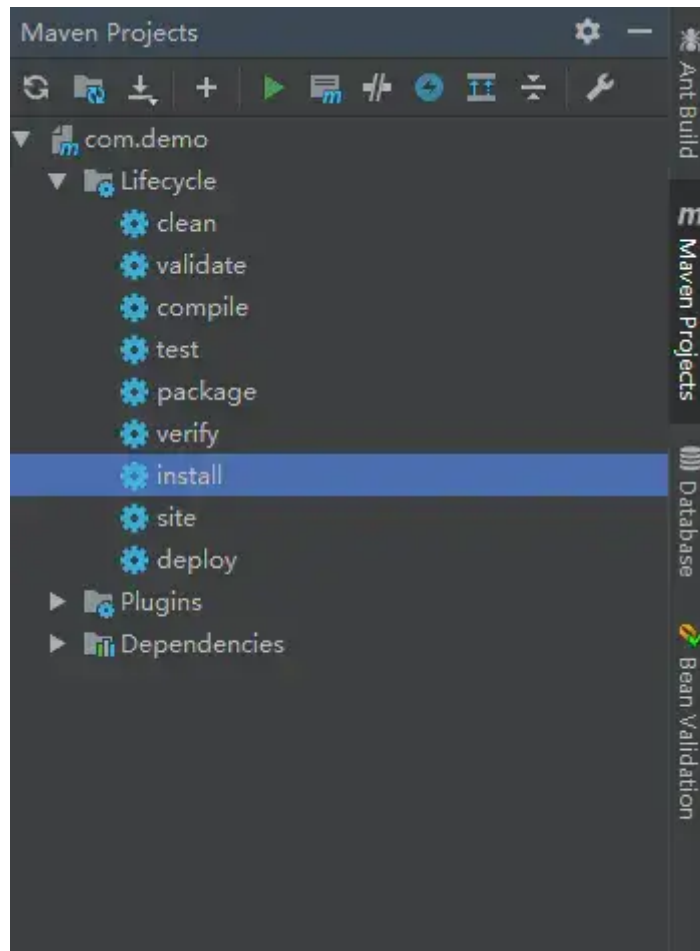 Maven Projects
com.demo
Lifecycle
clean
validate
compile
test
package
verify
install
site
deploy
Plugins
Dependencies
Ant Build
Maven Projects
Database
Bean Validation